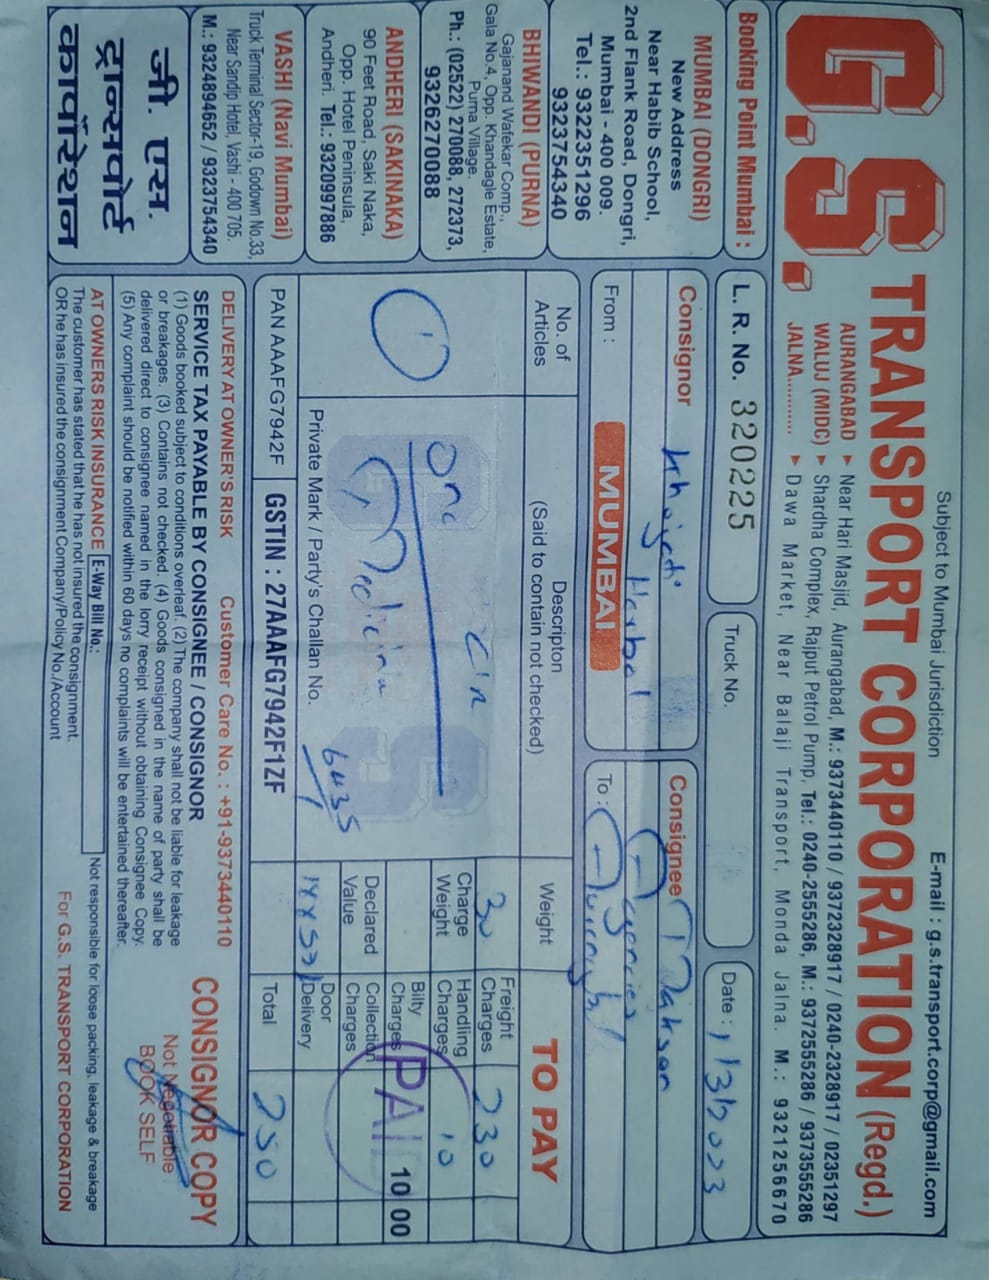 Subject to Mumbai Jurisdiction E-mail : g.s.transport.corp@gmail.com
G.S. TRANSPORT CORPORATION (Regd.)
AURANGABAD ▸ Near Hari Masjid, Aurangabad, M.: 9373440110 / 9372328917 / 0240-2328917 / 02351297
WALUJ (MIDC) ▸ Shardha Complex, Rajput Petrol Pump, Tel.: 0240-2555286, M.: 9372555286 / 9373555286
JALNA............ ▸ Dawa Market, Near Balaji Transport, Monda Jalna. M.: 9321256670
Booking Point Mumbai :
MUMBAI (DONGRI)
New Address
Near Habib School,
2nd Flank Road, Dongri,
Mumbai - 400 009.
Tel.: 9322351296
9323754340
BHIWANDI (PURNA)
Gajanand Wafekar Comp.,
Gala No.4, Opp. Khandagle Estate,
Purna Village.
Ph.: (02522) 270088, 272373,
9326270088
ANDHERI (SAKINAKA)
90 Feet Road, Saki Naka,
Opp. Hotel Peninsula,
Andheri. Tel.: 9320997886
VASHI (Navi Mumbai)
Truck Terminal Sector-19, Godown No.33,
Near Sandip Hotel, Vashi - 400 705.
M.: 9324894652 / 9323754340
जी. एस.
ट्रान्सपोर्ट
कार्पोरेशन
L. R. No. 320225
Truck No.
Date : 1/3/2023
Consignor
Herbal
From : MUMBAI
Consignee
Agencies
To :
No. of Articles
Descripton
(Said to contain not checked)
Weight
TO PAY
1
One C/n
Medicine
Private Mark / Party's Challan No. 6435
30
Charge Weight
Declared Value
Freight Charges 230
Handling Charges 10
Bilty Charges 10 00
Collection Charges
Door Delivery
Total 250
PAI
PAN AAAFG7942F
GSTIN : 27AAAFG7942F1ZF
DELIVERY AT OWNER'S RISK Customer Care No. : +91-9373440110
SERVICE TAX PAYABLE BY CONSIGNEE / CONSIGNOR
(1) Goods booked subject to conditions overleaf. (2) The company shall not be liable for leakage
or breakages. (3) Contains not checked. (4) Goods consigned in the name of party shall be
delivered direct to consignee named in the lorry receipt without obtaining Consignee Copy.
(5) Any complaint should be notified within 60 days no complaints will be entertained thereafter.
CONSIGNOR COPY
Not Negotiable
BOOK SELF
AT OWNERS RISK INSURANCE E-Way Bill No.:
The customer has stated that he has not insured the consignment.
OR he has insured the consignment Company/Policy No./Account
Not responsible for loose packing, leakage & breakage
For G.S. TRANSPORT CORPORATION